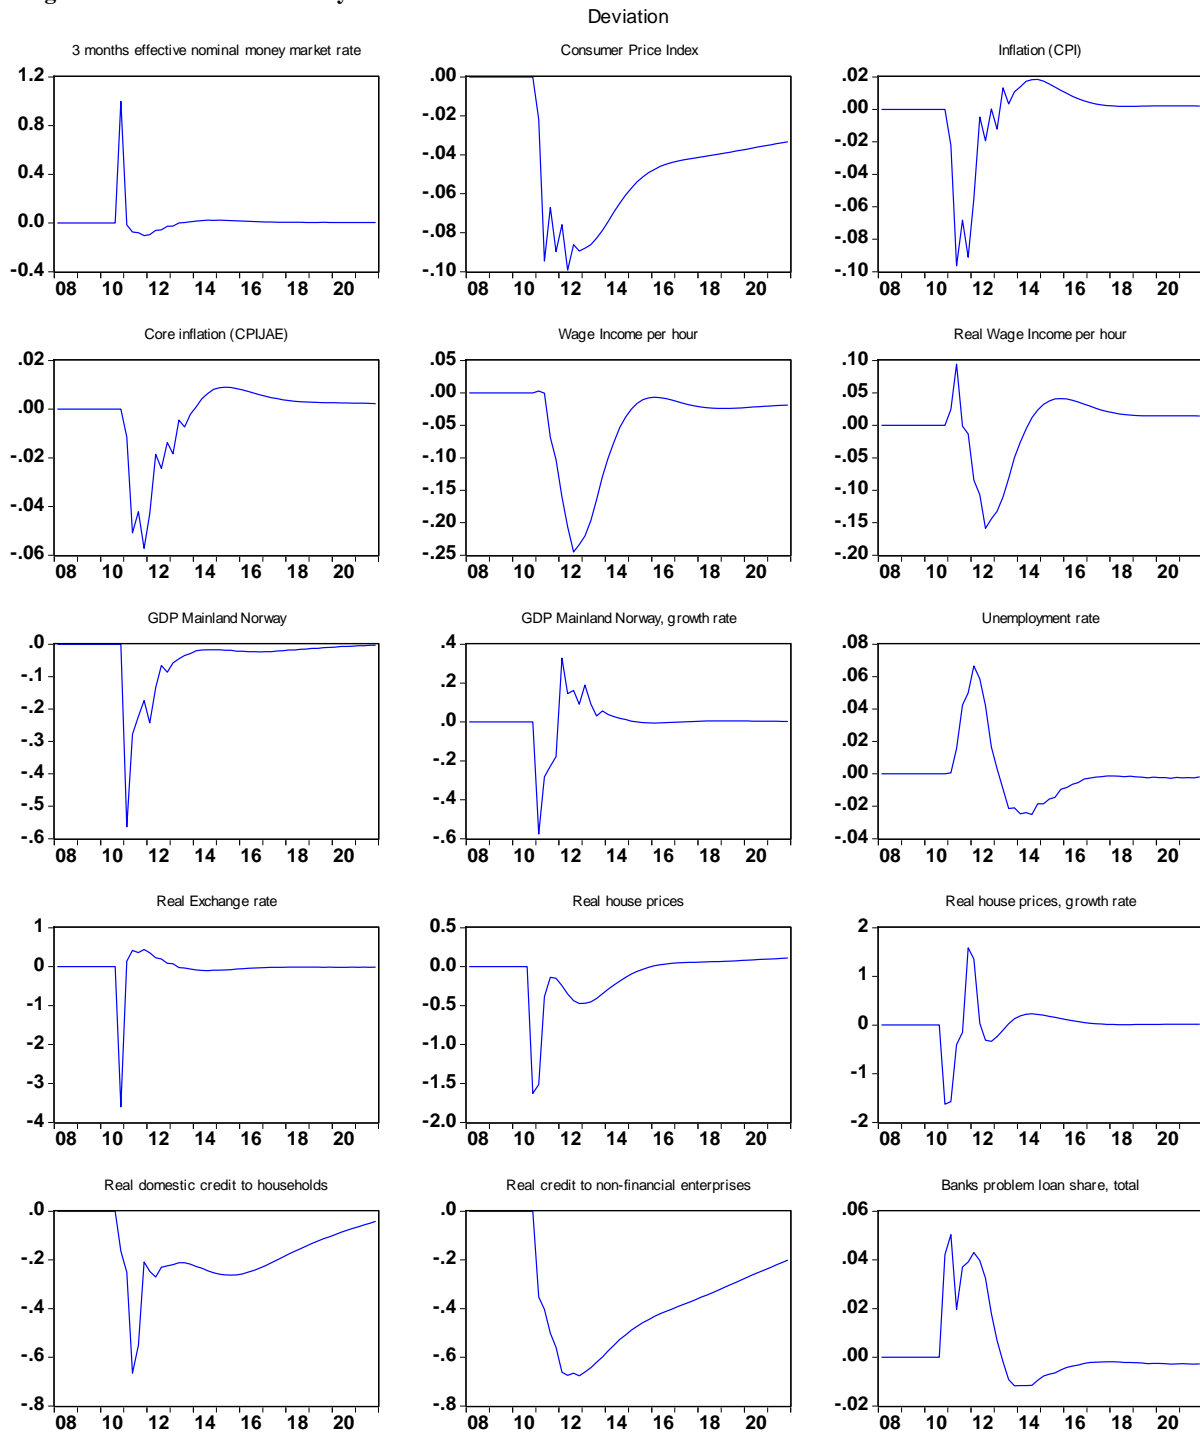 Deviation
3 months effective nominal money market rate
Consumer Price Index
Inflation (CPI)
1.2
0.8
0.4
0.0
-0.4
08 10 12 14 16 18 20
.00
-.02
-.04
-.06
-.08
-.10
08 10 12 14 16 18 20
.02
.00
-.02
-.04
-.06
-.08
-.10
08 10 12 14 16 18 20
Core inflation (CPIJAE)
Wage Income per hour
Real Wage Income per hour
.02
.00
-.02
-.04
-.06
08 10 12 14 16 18 20
.05
.00
-.05
-.10
-.15
-.20
-.25
08 10 12 14 16 18 20
.10
.05
.00
-.05
-.10
-.15
-.20
08 10 12 14 16 18 20
GDP Mainland Norway
GDP Mainland Norway, growth rate
Unemployment rate
.0
-.1
-.2
-.3
-.4
-.5
-.6
08 10 12 14 16 18 20
.4
.2
.0
-.2
-.4
-.6
08 10 12 14 16 18 20
.08
.06
.04
.02
.00
-.02
-.04
08 10 12 14 16 18 20
Real Exchange rate
Real house prices
Real house prices, growth rate
1
0
-1
-2
-3
-4
08 10 12 14 16 18 20
0.5
0.0
-0.5
-1.0
-1.5
-2.0
08 10 12 14 16 18 20
2
1
0
-1
-2
08 10 12 14 16 18 20
Real domestic credit to households
Real credit to non-financial enterprises
Banks problem loan share, total
.0
-.2
-.4
-.6
-.8
08 10 12 14 16 18 20
.0
-.2
-.4
-.6
-.8
08 10 12 14 16 18 20
.06
.04
.02
.00
-.02
08 10 12 14 16 18 20